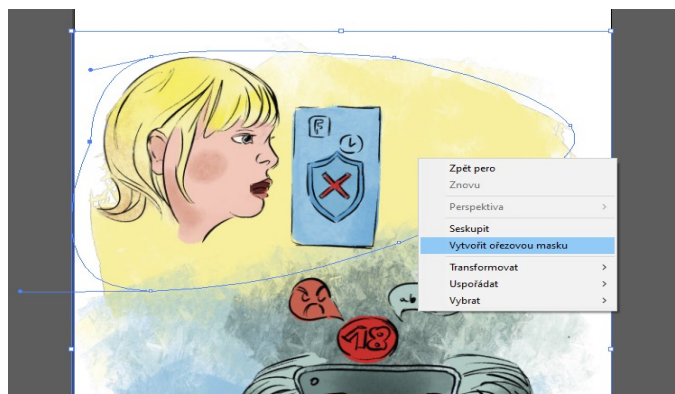 F
Zpět pero
Znovu
Perspektiva
Seskupit
Vytvořit ořezovou masku
Transformovat
Uspořádat
Vybrat
18